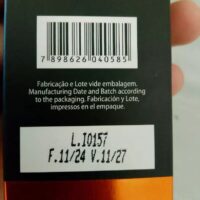 7 898626 040585
Fabricação e Lote vide embalagem.
Manufacturing Date and Batch according
to the packaging. Fabricación y Lote,
impressos en el empaque.
L.I0157
F.11/24 V.11/27